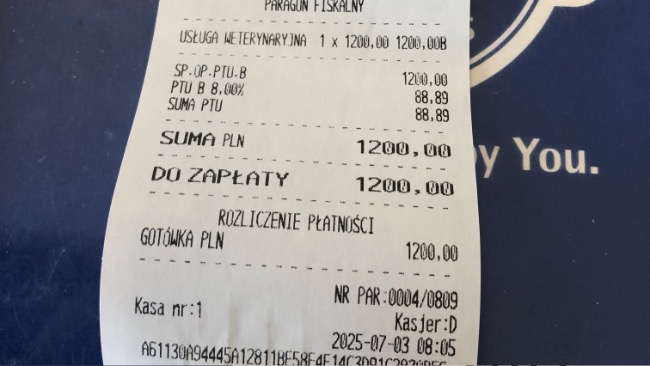 PARAGON FISKALNY
USŁUGA WETERYNARYJNA 1 x 1200,00 1200,00B
SP.OP.PTU-B 1200,00
PTU B 8,00% 88,89
SUMA PTU 88,89
SUMA PLN 1200,00
DO ZAPŁATY 1200,00
ROZLICZENIE PŁATNOŚCI
GOTÓWKA PLN 1200,00
NR PAR:0004/0809
Kasa nr:1 Kasjer:D
2025-07-03 08:05
by You.